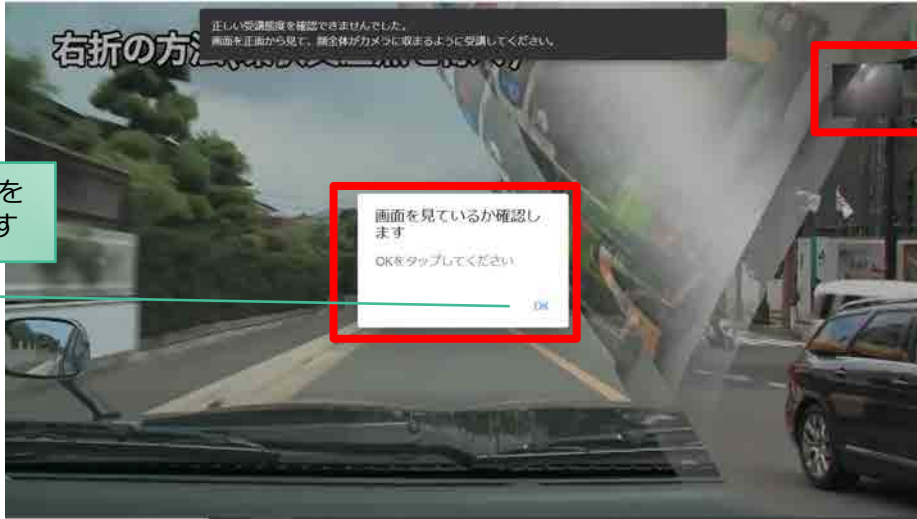 正しい受講態度を確認できませんでした。
画面を正面から見て、顔全体がカメラに収まるように受講してください。
右折の方法
を
す
画面を見ているか確認し
ます
OKをタップしてください
OK